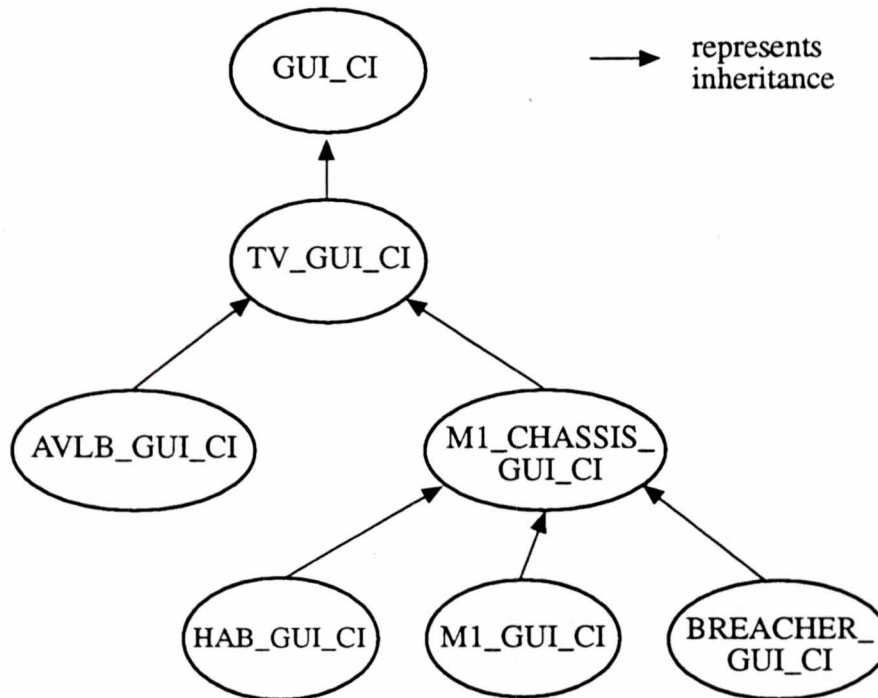 GUI_CI
represents
inheritance
TV_GUI_CI
AVLB_GUI_CI
M1_CHASSIS_
GUI_CI
HAB_GUI_CI
M1_GUI_CI
BREACHER_
GUI_CI